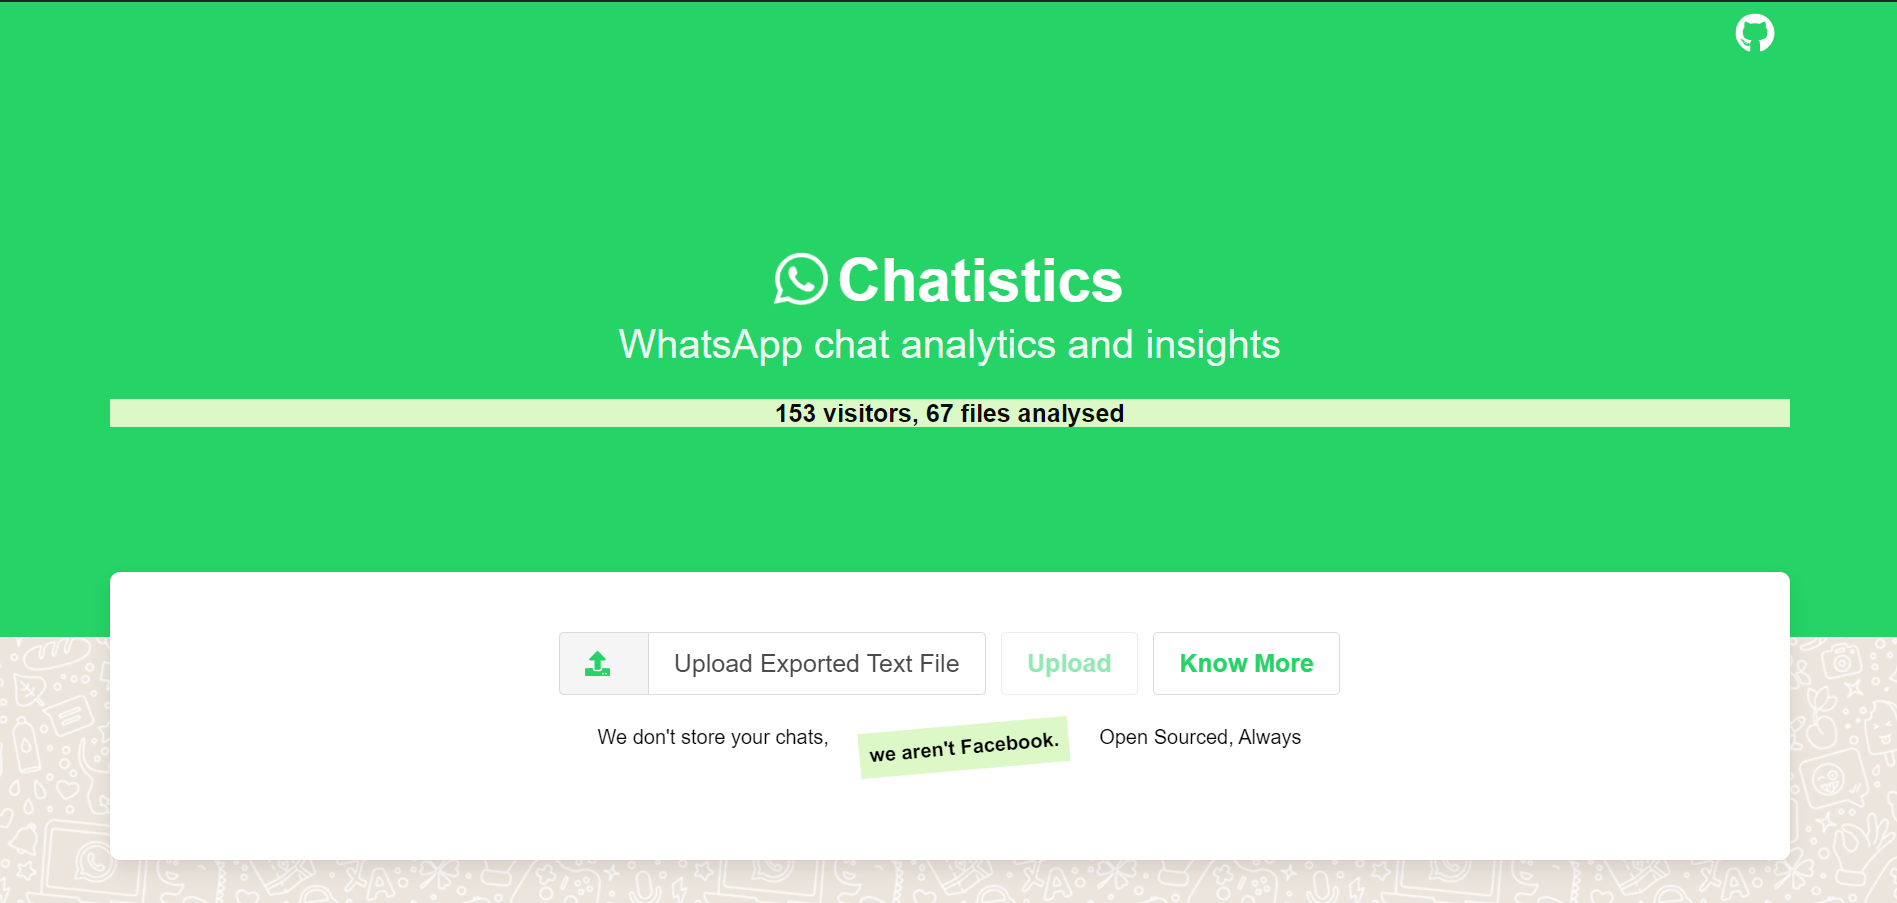 Chatistics
WhatsApp chat analytics and insights
153 visitors, 67 files analysed
Upload Exported Text File
Upload
Know More
We don't store your chats,
we aren't Facebook.
Open Sourced, Always